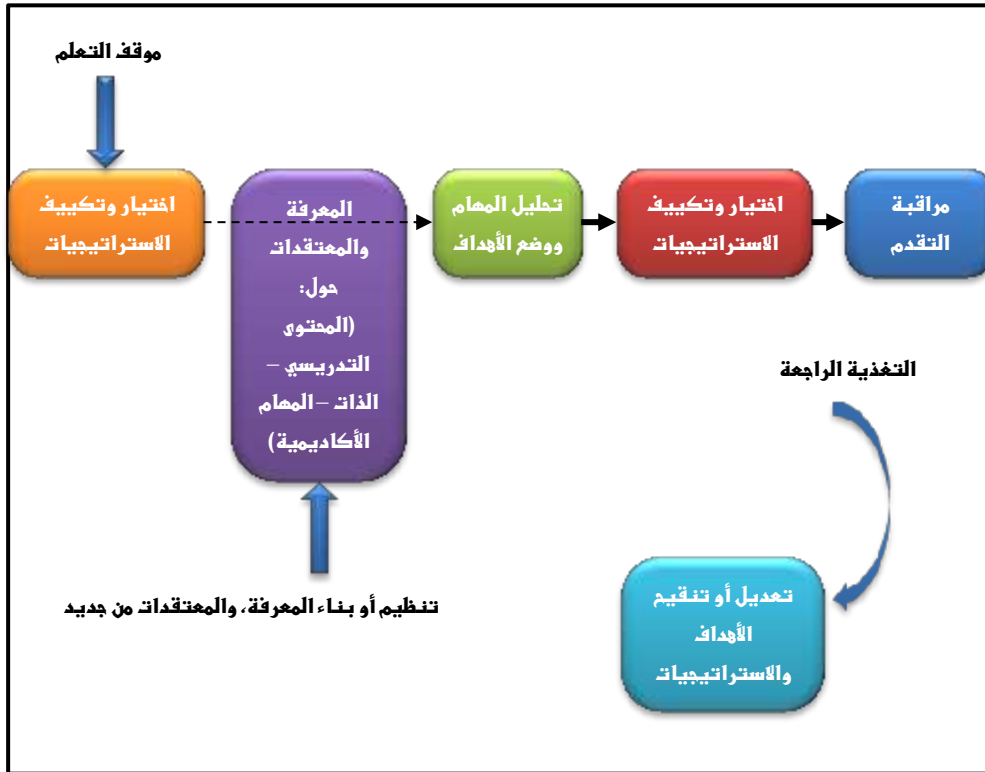 موقف التعلم
اختيار وتكييف
الاستراتيجيات
المعرفة
والمعتقدات
حول:
(المحتوى
التدريسي –
الذات – المهام
الأكاديمية)
تحليل المهام
ووضع الأهداف
اختيار وتكييف
الاستراتيجيات
مراقبة
التقدم
التغذية الراجعة
تنظيم أو بناء المعرفة، والمعتقدات من جديد
تعديل أو تنقيح
الأهداف
والاستراتيجيات